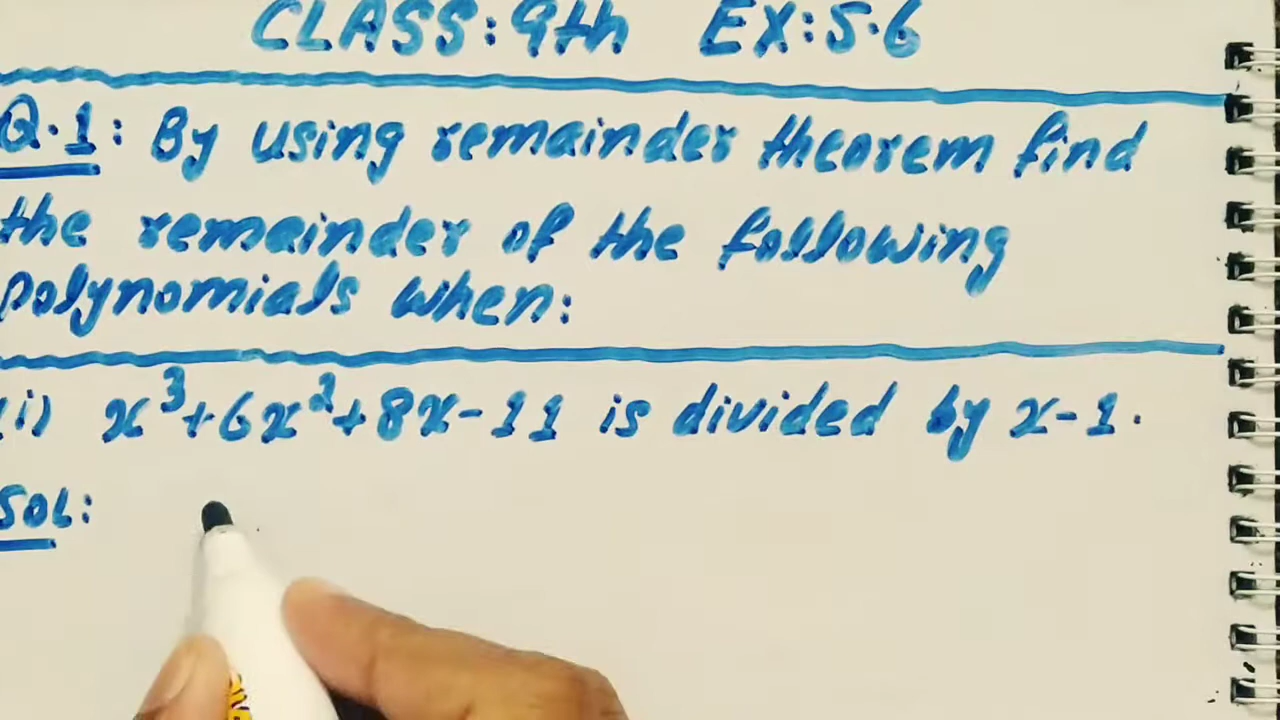 CLASS: 9th EX:5.6
Q.1: By using remainder theorem find
the remainder of the following
polynomials when:
(i) x³+6x²+8x-11 is divided by x-1.
SOL: